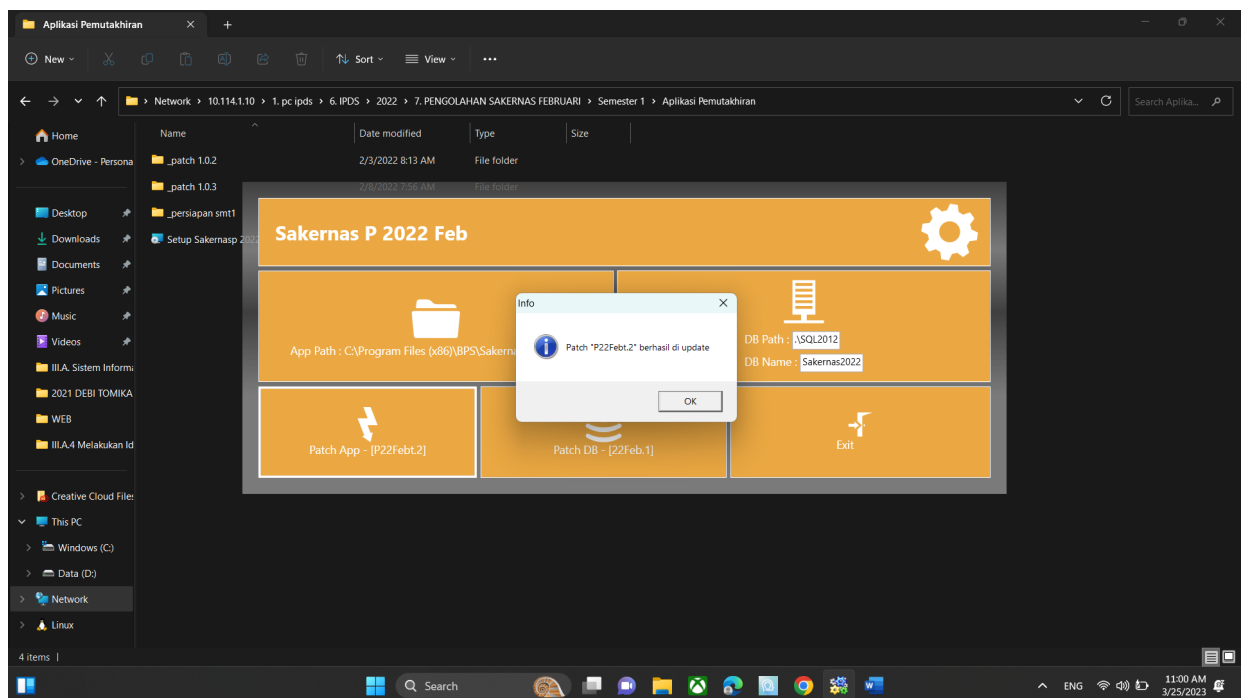 Aplikasi Pemutakhiran
New
Sort
View
Network > 10.114.1.10 > 1. pc ipds > 6. IPDS > 2022 > 7. PENGOLAHAN SAKERNAS FEBRUARI > Semester 1 > Aplikasi Pemutakhiran
Search Aplika...
Home
OneDrive - Persona
Desktop
Downloads
Documents
Pictures
Music
Videos
III.A. Sistem Informa
2021 DEBI TOMIKA
WEB
III.A.4 Melakukan Id
Creative Cloud Files
This PC
Windows (C:)
Data (D:)
Network
Linux
Name Date modified Type Size
_patch 1.0.2 2/3/2022 8:13 AM File folder
_patch 1.0.3 2/8/2022 7:56 AM File folder
_persiapan smt1
Setup Sakernasp 2022
Sakernas P 2022 Feb
App Path : C:\Program Files (x86)\BPS\Sakerna
DB Path : .\SQL2012
DB Name : Sakernas2022
Info
Patch "P22Febt.2" berhasil di update
OK
Patch App - [P22Febt.2]
Patch DB - [22Feb.1]
Exit
4 items
Search
ENG
11:00 AM
3/25/2023